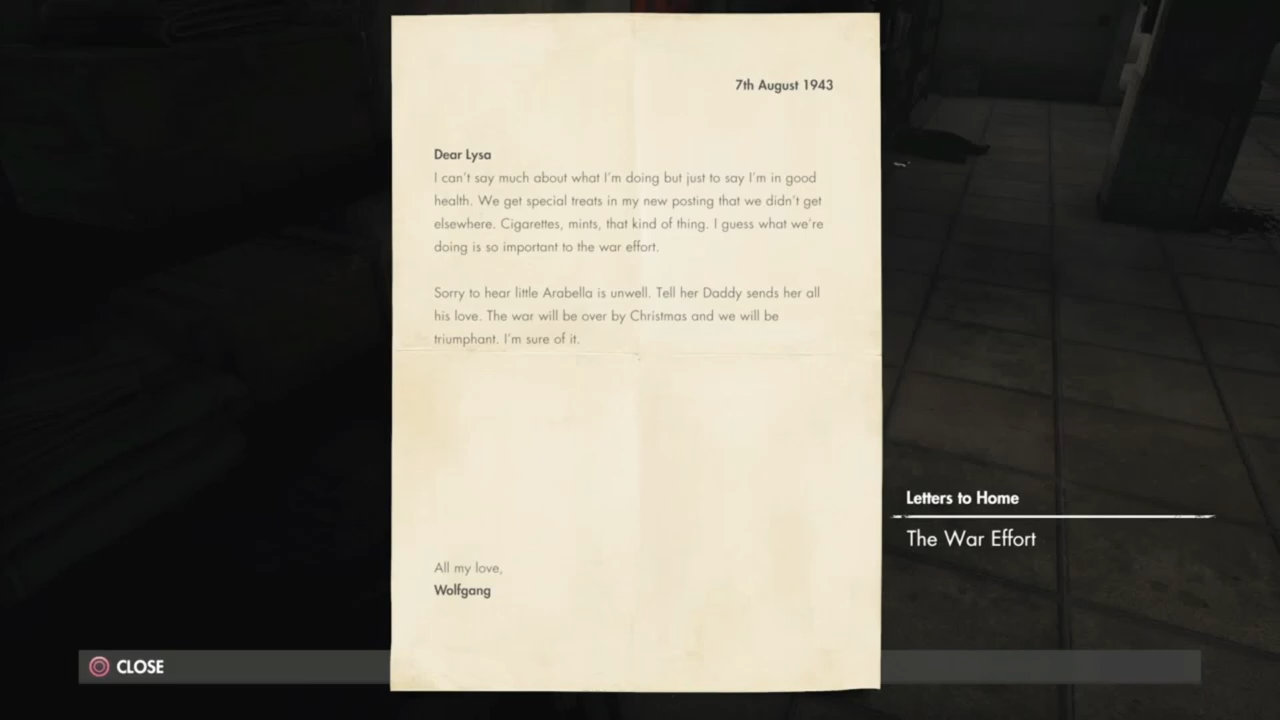 7th August 1943
Dear Lysa
I can't say much about what I'm doing but just to say I'm in good
health. We get special treats in my new posting that we didn't get
elsewhere. Cigarettes, mints, that kind of thing. I guess what we're
doing is so important to the war effort.
Sorry to hear little Arabella is unwell. Tell her Daddy sends her all
his love. The war will be over by Christmas and we will be
triumphant. I'm sure of it.
All my love,
Wolfgang
Letters to Home
The War Effort
CLOSE